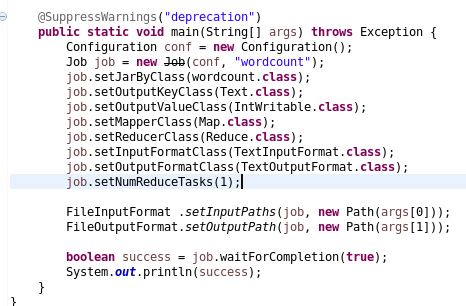 @SuppressWarnings("deprecation")
public static void main(String[] args) throws Exception {
Configuration conf = new Configuration();
Job job = new Job(conf, "wordcount");
job.setJarByClass(wordcount.class);
job.setOutputKeyClass(Text.class);
job.setOutputValueClass(IntWritable.class);
job.setMapperClass(Map.class);
job.setReducerClass(Reduce.class);
job.setInputFormatClass(TextInputFormat.class);
job.setOutputFormatClass(TextOutputFormat.class);
job.setNumReduceTasks(1);
FileInputFormat .setInputPaths(job, new Path(args[0]));
FileOutputFormat.setOutputPath(job, new Path(args[1]));
boolean success = job.waitForCompletion(true);
System.out.println(success);
}
}